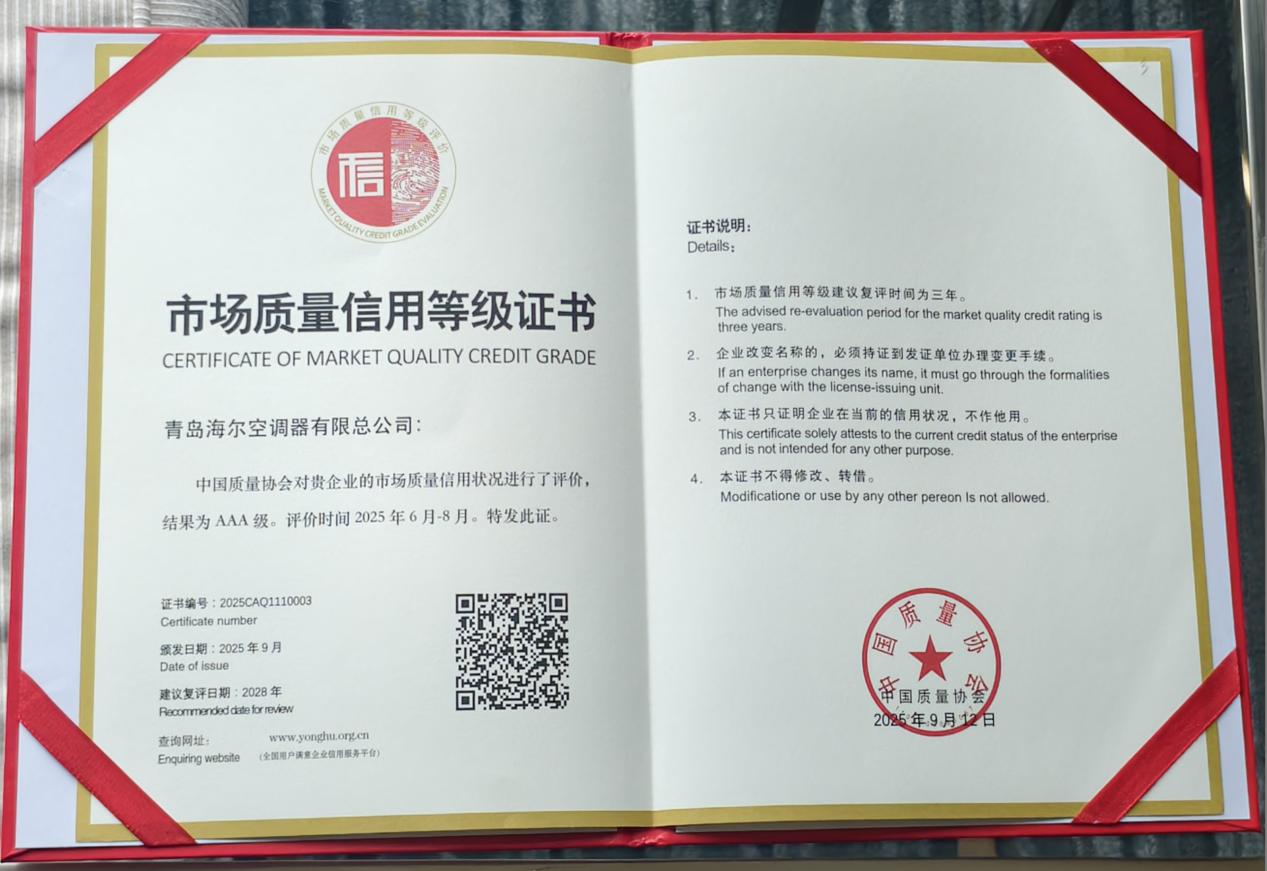 市场质量信用等级评价
信
MARKET QUALITY CREDIT GRADE EVALUATION
市场质量信用等级证书
CERTIFICATE OF MARKET QUALITY CREDIT GRADE
青岛海尔空调器有限总公司：
中国质量协会对贵企业的市场质量信用状况进行了评价，
结果为 AAA 级。评价时间 2025 年 6 月-8 月。特发此证。
证书编号：2025CAQ1110003
Certificate number
颁发日期：2025 年 9 月
Date of issue
建议复评日期：2028 年
Recommended date for review
查询网址： www.yonghu.org.cn
Enquiring website （全国用户满意企业信用服务平台）
证书说明：
Details：
1. 市场质量信用等级建议复评时间为三年。
The advised re-evaluation period for the market quality credit rating is
three years.
2. 企业改变名称的，必须持证到发证单位办理变更手续。
If an enterprise changes its name, it must go through the formalities
of change with the license-issuing unit.
3. 本证书只证明企业在当前的信用状况，不作他用。
This certificate solely attests to the current credit status of the enterprise
and is not intended for any other purpose.
4. 本证书不得修改、转借。
Modificatione or use by any other pereon Is not allowed.
中国质量协会
中国质量协会
2025 年 9 月 12 日